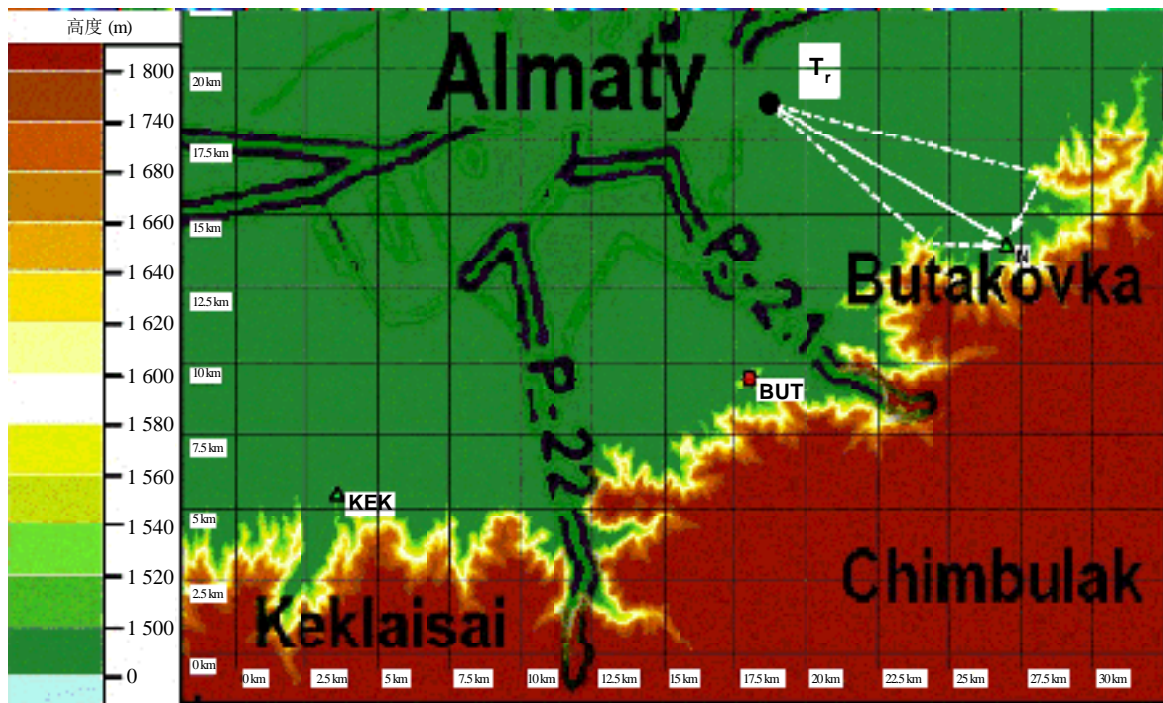 高度 (m)
1 800
1 740
1 680
1 660
1 640
1 620
1 600
1 580
1 560
1 540
1 520
1 500
0
Almaty
Tr
20 km
17.5 km
15 km
12.5 km
10 km
7.5 km
5 km
2.5 km
0 km
P-21
N
Butakovka
P-22
BUT
KEK
Chimbulak
Keklaisai
0 km
2.5 km
5 km
7.5 km
10 km
12.5 km
15 km
17.5 km
20 km
22.5 km
25 km
27.5 km
30 km